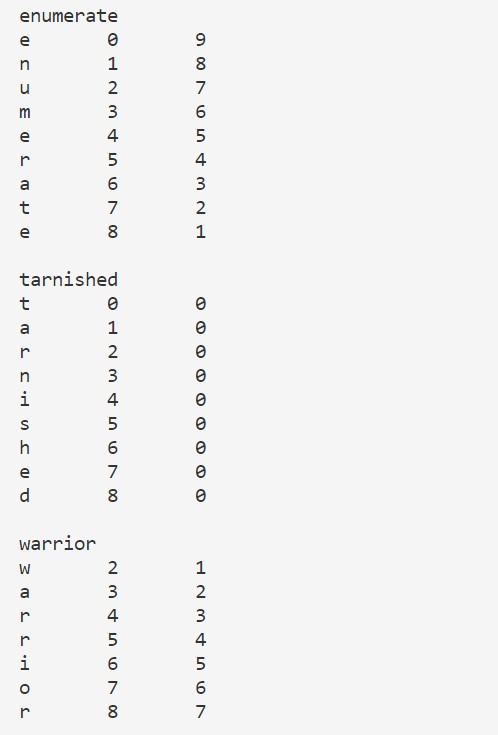 enumerate
e 0 9
n 1 8
u 2 7
m 3 6
e 4 5
r 5 4
a 6 3
t 7 2
e 8 1
tarnished
t 0 0
a 1 0
r 2 0
n 3 0
i 4 0
s 5 0
h 6 0
e 7 0
d 8 0
warrior
w 2 1
a 3 2
r 4 3
r 5 4
i 6 5
o 7 6
r 8 7